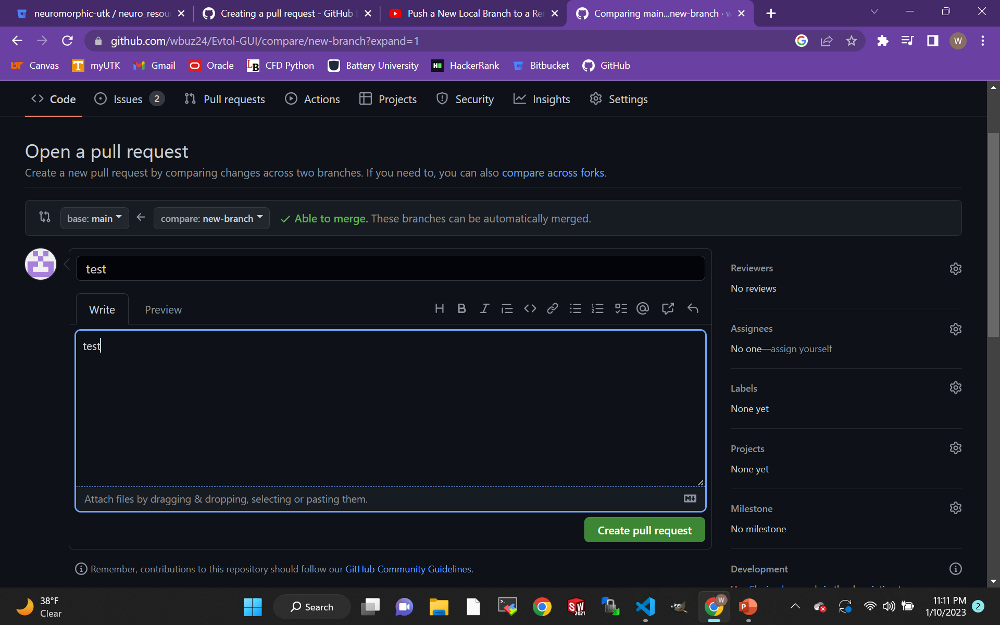 neuromorphic-utk / neuro_resou
Creating a pull request - GitHub
Push a New Local Branch to a Re
Comparing main...new-branch · w
github.com/wbuz24/Evtol-GUI/compare/new-branch?expand=1
W
Canvas
T myUTK
Gmail
Oracle
LB CFD Python
Battery University
H HackerRank
Bitbucket
GitHub
Code
Issues 2
Pull requests
Actions
Projects
Security
Insights
Settings
Open a pull request
Create a new pull request by comparing changes across two branches. If you need to, you can also compare across forks.
base: main
compare: new-branch
Able to merge. These branches can be automatically merged.
test
Write
Preview
H B I
test
Attach files by dragging & dropping, selecting or pasting them.
Create pull request
Remember, contributions to this repository should follow our GitHub Community Guidelines.
Reviewers
No reviews
Assignees
No one—assign yourself
Labels
None yet
Projects
None yet
Milestone
No milestone
Development
38°F
Clear
Search
SW
2021
W
P
11:11 PM
1/10/2023
2